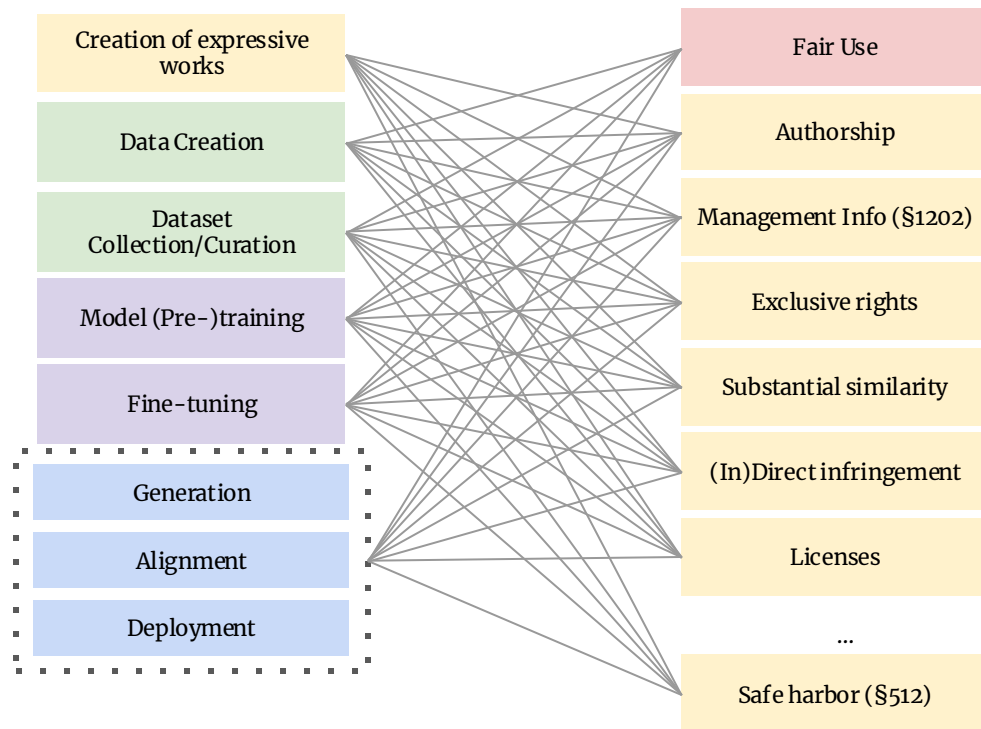 Creation of expressive
works
Data Creation
Dataset
Collection/Curation
Model (Pre-)training
Fine-tuning
Generation
Alignment
Deployment
Fair Use
Authorship
Management Info (§1202)
Exclusive rights
Substantial similarity
(In)Direct infringement
Licenses
...
Safe harbor (§512)